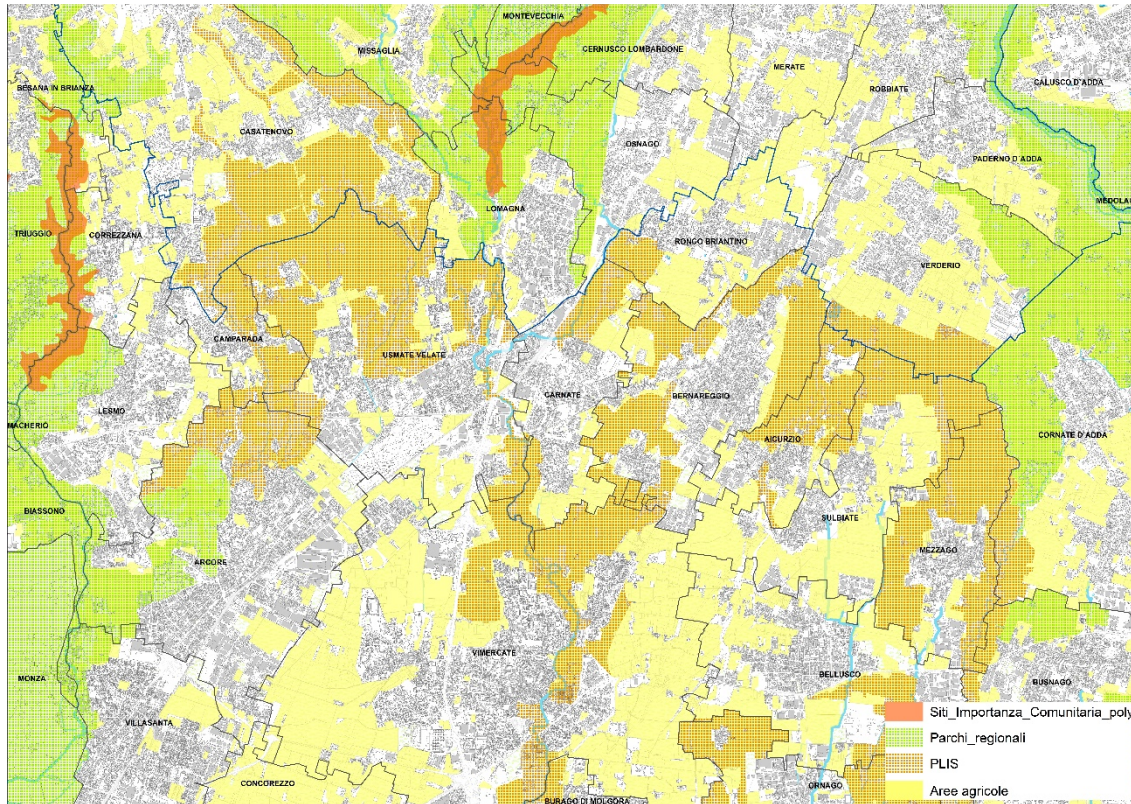 MONTEVECCHIA
MISSAGLIA
CERNUSCO LOMBARDONE
MERATE
ROBBIATE
CALUSCO D'ADDA
BESANA IN BRIANZA
CASATENOVO
OSNAGO
PADERNO D'ADDA
MEDOLAG
TRIUGGIO
CORREZZANA
LOMAGNA
RONCO BRIANTINO
VERDERIO
CAMPARADA
USMATE VELATE
CARNATE
BERNAREGGIO
LESMO
MACHERIO
AICURZIO
CORNATE D'ADDA
BIASSONO
SULBIATE
ARCORE
MEZZAGO
VIMERCATE
BELLUSCO
MONZA
BUSNAGO
VILLASANTA
CONCOREZZO
ORNAGO
BURAGO DI MOLGORA
Siti_Importanza_Comunitaria_poly
Parchi_regionali
PLIS
Aree agricole